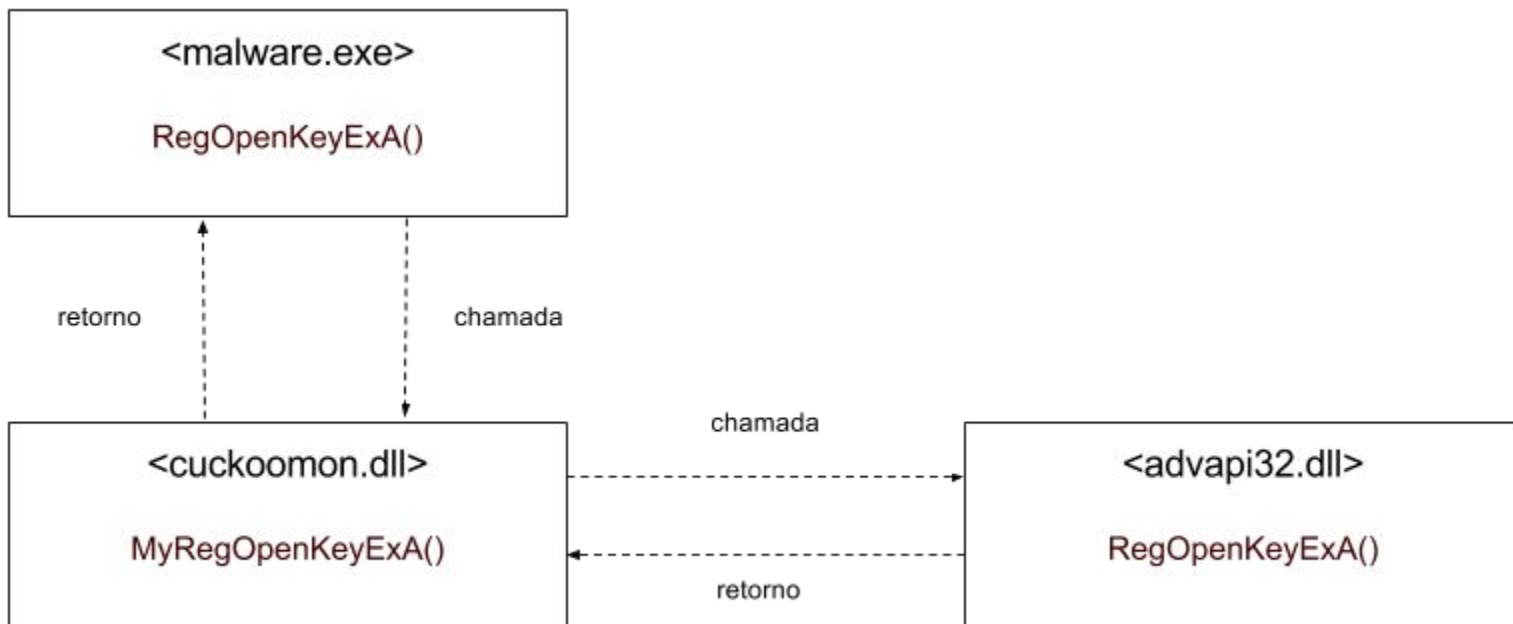 <malware.exe>
RegOpenKeyExA()
retorno
chamada
chamada
<cuckoomon.dll>
MyRegOpenKeyExA()
<advapi32.dll>
RegOpenKeyExA()
retorno